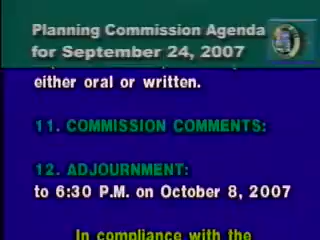 Planning Commission Agenda
for September 24, 2007
either oral or written.
11. COMMISSION COMMENTS:
12. ADJOURNMENT:
to 6:30 P.M. on October 8, 2007
In compliance with the